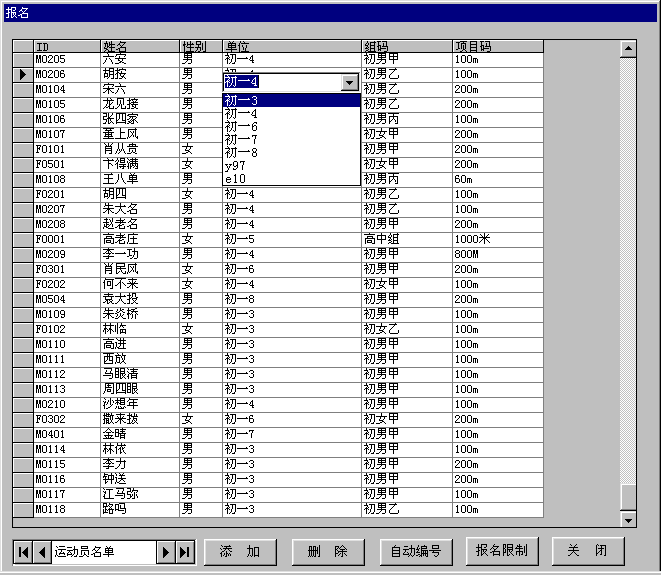 报名
ID 姓名 性别 单位 组码 项目码
M0205 六安 男 初一4 初男甲 100m
M0206 胡按 男 初一4 初男乙 100m
M0104 宋六 男 初男乙 200m
M0105 龙见接 男 初男乙 200m
M0106 张四家 男 初男丙 100m
M0107 董上风 男 初女甲 200m
F0101 肖从贵 女 初男甲 200m
F0501 卞得满 女 初女甲 200m
M0108 王八单 男 初男丙 60m
初一3
初一4
初一6
初一7
初一8
y97
e10
F0201 胡四 女 初一4 初男乙 100m
M0207 朱大名 男 初一4 初男乙 100m
M0208 赵老名 男 初一4 初男甲 200m
F0001 高老庄 女 初一5 高中组 1000米
M0209 李一功 男 初一4 初男甲 800M
F0301 肖民风 女 初一6 初男甲 200m
F0202 何不来 女 初一4 初女甲 100m
M0504 袁大投 男 初一8 初男甲 200m
M0109 朱炎桥 男 初一3 初男甲 100m
F0102 林临 女 初一3 初女乙 100m
M0110 高进 男 初一3 初男甲 100m
M0111 西放 男 初一3 初男甲 100m
M0112 马眼清 男 初一3 初男甲 100m
M0113 周四眼 男 初一3 初男甲 100m
M0210 沙想年 男 初一4 初男甲 100m
F0302 撒来拨 女 初一6 初女甲 200m
M0401 金晴 男 初一7 初男甲 100m
M0114 林依 男 初一3 初男甲 100m
M0115 李力 男 初一3 初男甲 200m
M0116 钟送 男 初一3 初男甲 200m
M0117 江马弥 男 初一3 初男甲 100m
M0118 路吗 男 初一3 初男乙 100m
运动员名单 添 加 删 除 自动编号 报名限制 关 闭